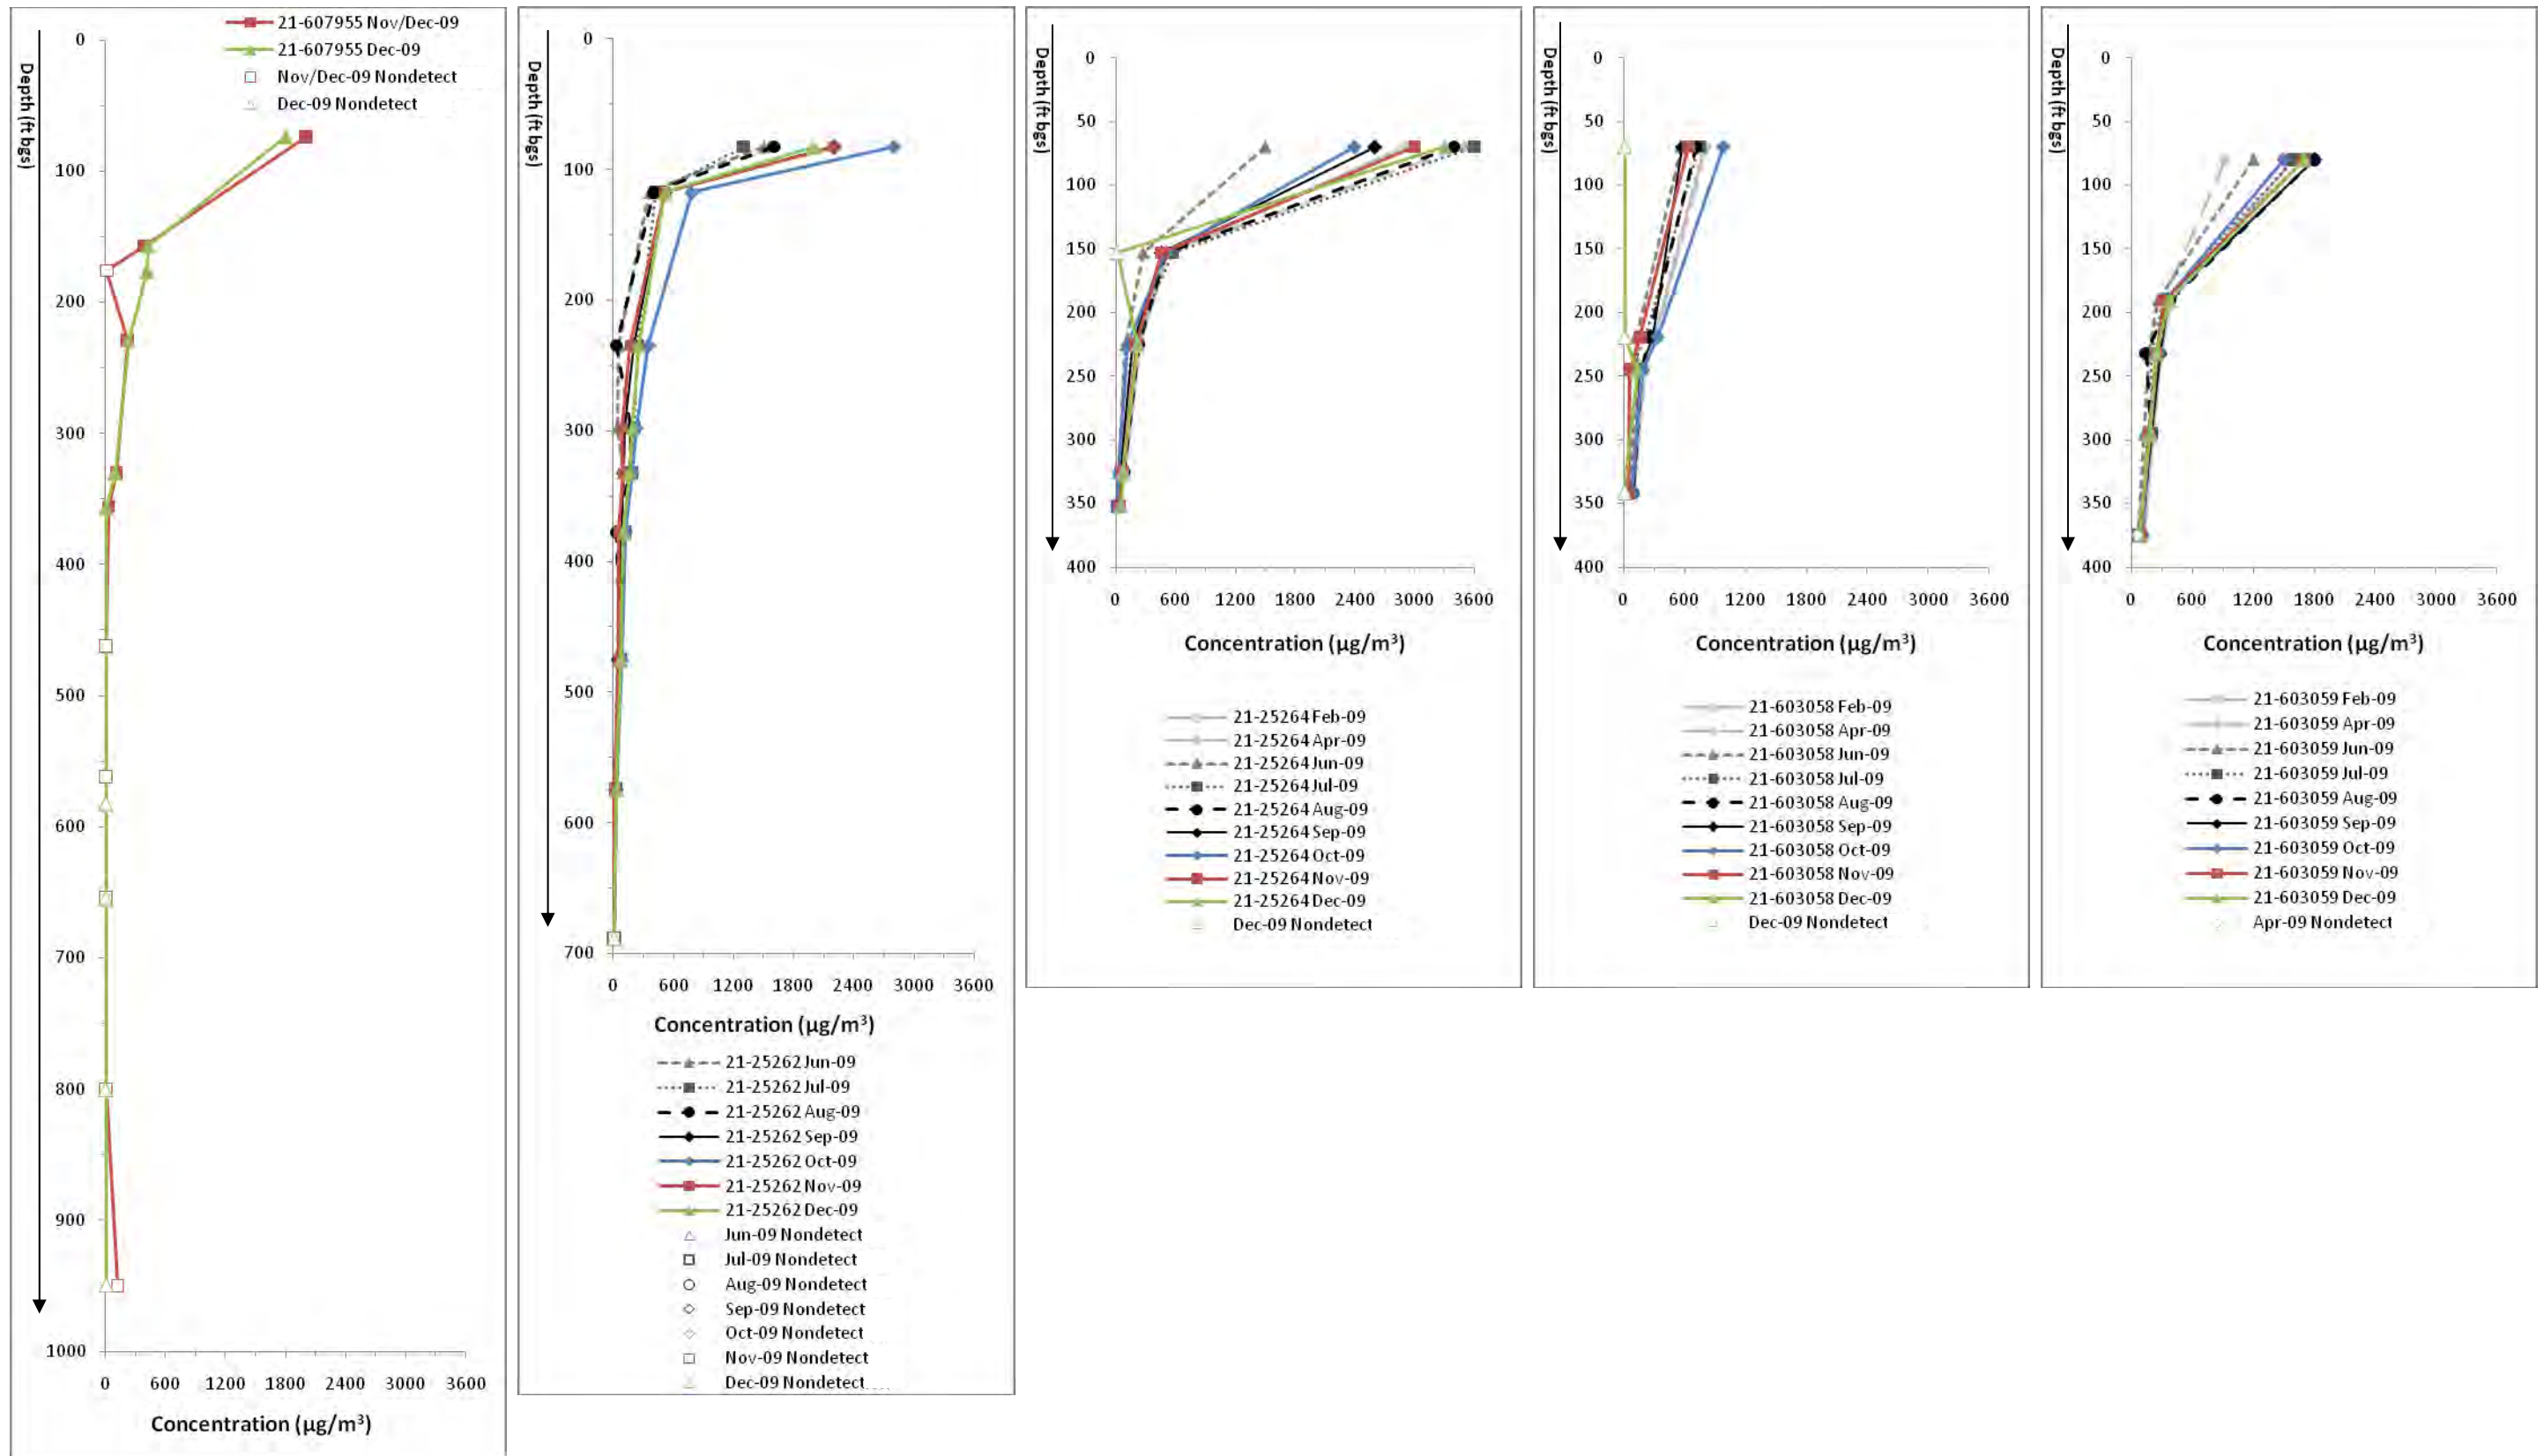 21-607955 Nov/Dec-09
21-607955 Dec-09
Nov/Dec-09 Nondetect
Dec-09 Nondetect
Depth (ft bgs)
0
100
200
300
400
500
600
700
800
900
1000
0 600 1200 1800 2400 3000 3600
Concentration (µg/m³)
Depth (ft bgs)
0
100
200
300
400
500
600
700
0 600 1200 1800 2400 3000 3600
Concentration (µg/m³)
21-25262 Jun-09
21-25262 Jul-09
21-25262 Aug-09
21-25262 Sep-09
21-25262 Oct-09
21-25262 Nov-09
21-25262 Dec-09
Jun-09 Nondetect
Jul-09 Nondetect
Aug-09 Nondetect
Sep-09 Nondetect
Oct-09 Nondetect
Nov-09 Nondetect
Dec-09 Nondetect
Depth (ft bgs)
0
50
100
150
200
250
300
350
400
0 600 1200 1800 2400 3000 3600
Concentration (µg/m³)
21-25264 Feb-09
21-25264 Apr-09
21-25264 Jun-09
21-25264 Jul-09
21-25264 Aug-09
21-25264 Sep-09
21-25264 Oct-09
21-25264 Nov-09
21-25264 Dec-09
Dec-09 Nondetect
Depth (ft bgs)
0
50
100
150
200
250
300
350
400
0 600 1200 1800 2400 3000 3600
Concentration (µg/m³)
21-603058 Feb-09
21-603058 Apr-09
21-603058 Jun-09
21-603058 Jul-09
21-603058 Aug-09
21-603058 Sep-09
21-603058 Oct-09
21-603058 Nov-09
21-603058 Dec-09
Dec-09 Nondetect
Depth (ft bgs)
0
50
100
150
200
250
300
350
400
0 600 1200 1800 2400 3000 3600
Concentration (µg/m³)
21-603059 Feb-09
21-603059 Apr-09
21-603059 Jun-09
21-603059 Jul-09
21-603059 Aug-09
21-603059 Sep-09
21-603059 Oct-09
21-603059 Nov-09
21-603059 Dec-09
Apr-09 Nondetect